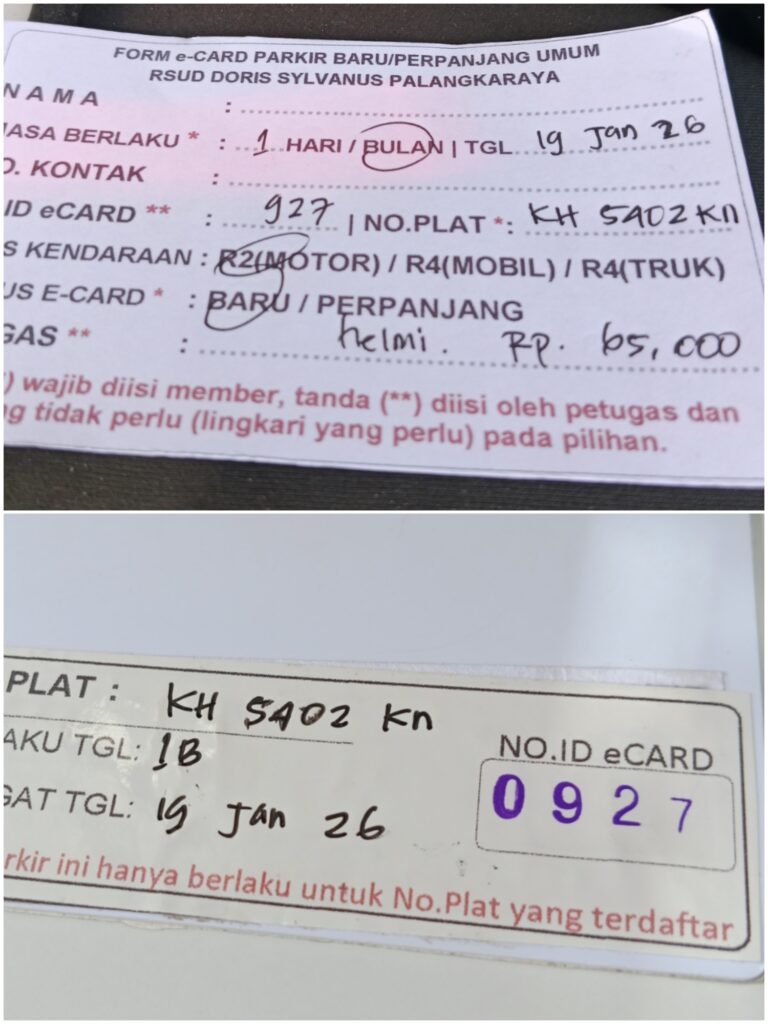 FORM e-CARD PARKIR BARU/PERPANJANG UMUM
RSUD DORIS SYLVANUS PALANGKARAYA
NAMA :
ASA BERLAKU * : 1 HARI / BULAN | TGL 19 Jan 26
O. KONTAK :
ID eCARD ** : 927 | NO.PLAT *: KH 5402 KN
S KENDARAAN : R2(MOTOR) / R4(MOBIL) / R4(TRUK)
US E-CARD * : BARU / PERPANJANG
GAS ** : helmi. Rp. 65,000
) wajib diisi member, tanda (**) diisi oleh petugas dan
g tidak perlu (lingkari yang perlu) pada pilihan.
PLAT : KH 5402 KN
AKU TGL: 1B
GAT TGL: 19 Jan 26
NO.ID eCARD
0927
rkir ini hanya berlaku untuk No.Plat yang terdaftar